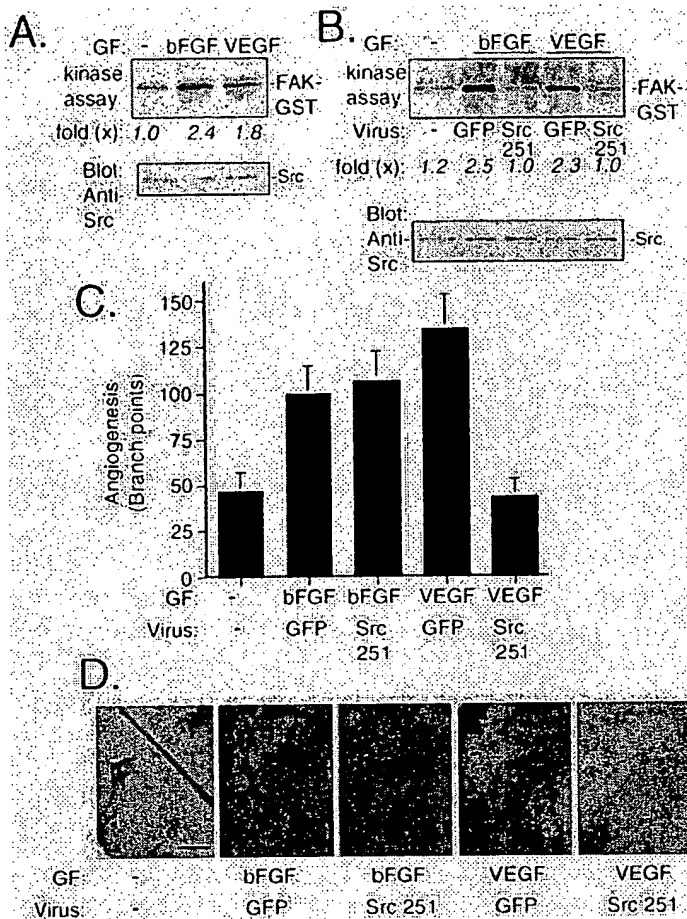 A.
GF: - bFGF VEGF
kinase assay
-FAK-GST
fold (x): 1.0 2.4 1.8
Blot: Anti Src
-Src
B.
GF: - bFGF VEGF
kinase assay
-FAK-GST
Virus: - GFP Src 251 GFP Src 251
fold (x): 1.2 2.5 1.0 2.3 1.0
Blot: Anti- Src
-Src
C.
Angiogenesis
(Branch points)
150
125
100
75
50
25
0
GF: - bFGF bFGF VEGF VEGF
Virus: - GFP Src 251 GFP Src 251
D.
GF: - bFGF bFGF VEGF VEGF
Virus: - GFP Src 251 GFP Src 251